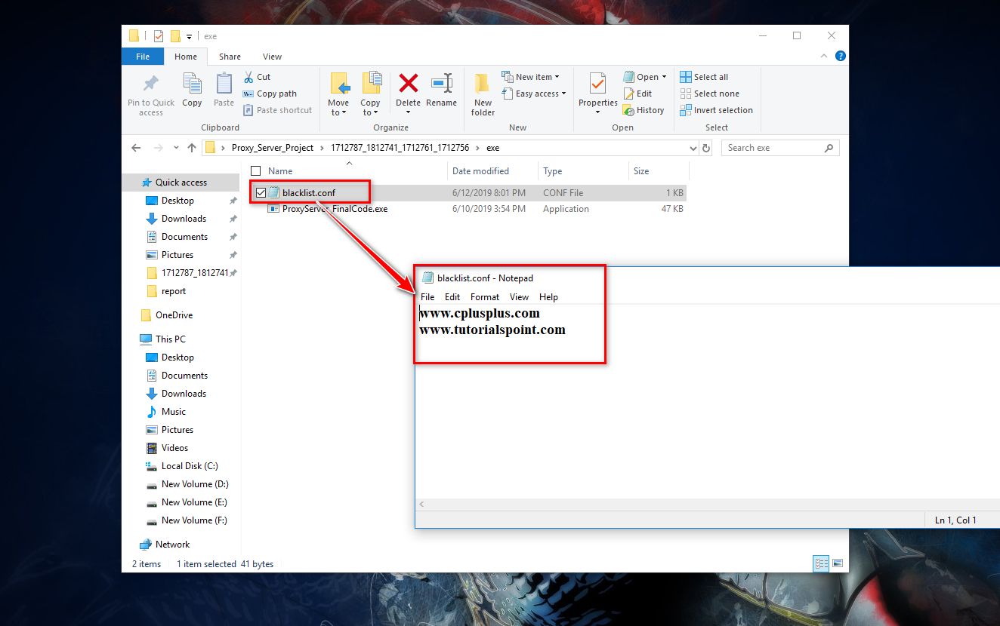 exe
File Home Share View
Pin to Quick access
Copy
Paste
Cut
Copy path
Paste shortcut
Clipboard
Move to
Copy to
Delete
Rename
Organize
New folder
New item
Easy access
New
Properties
Open
Edit
History
Open
Select all
Select none
Invert selection
Select
Proxy_Server_Project > 1712787_1812741_1712761_1712756 > exe
Search exe
Name Date modified Type Size
blacklist.conf 6/12/2019 8:01 PM CONF File 1 KB
ProxyServer_FinalCode.exe 6/10/2019 3:54 PM Application 47 KB
Quick access
Desktop
Downloads
Documents
Pictures
1712787_1812741
report
OneDrive
This PC
Desktop
Documents
Downloads
Music
Pictures
Videos
Local Disk (C:)
New Volume (D:)
New Volume (E:)
New Volume (F:)
Network
2 items 1 item selected 41 bytes
blacklist.conf - Notepad
File Edit Format View Help
www.cplusplus.com
www.tutorialspoint.com
Ln 1, Col 1